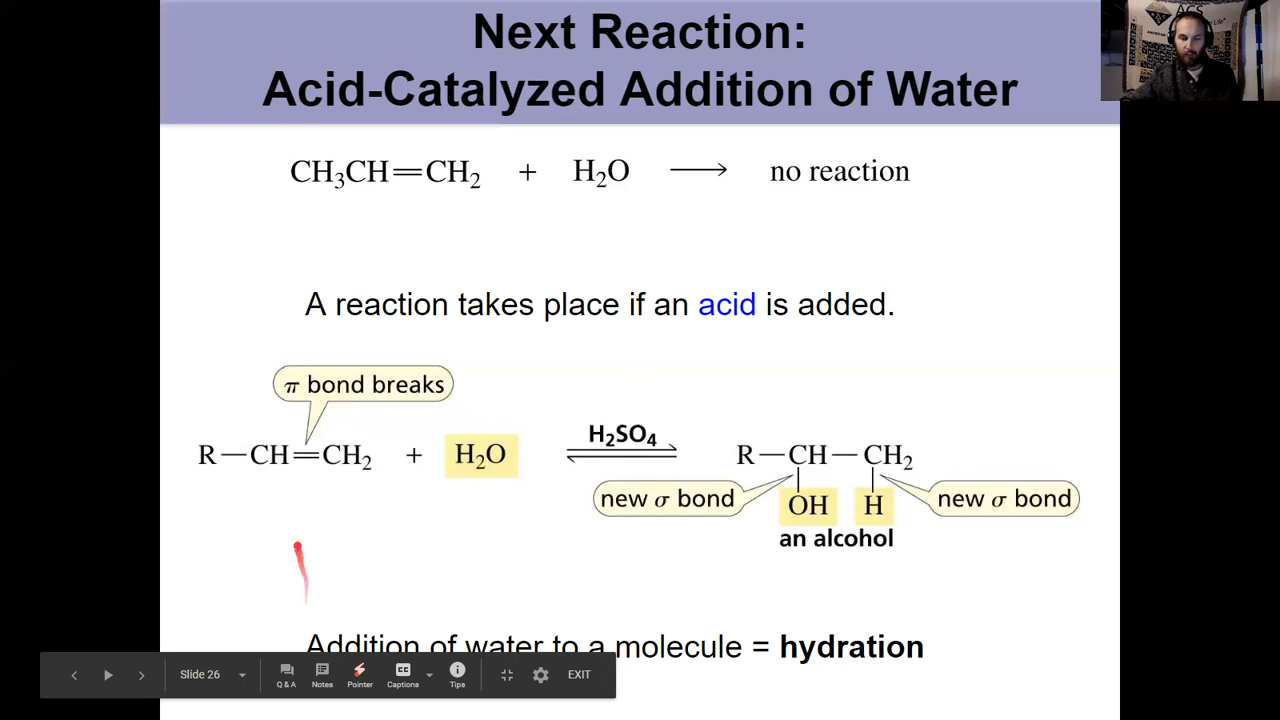 Next Reaction:
Acid-Catalyzed Addition of Water
ACS
CH₃CH=CH₂ + H₂O ⟶ no reaction
A reaction takes place if an acid is added.
π bond breaks
R—CH=CH₂ + H₂O ⇌ R—CH—CH₂
H₂SO₄
new σ bond OH H new σ bond
an alcohol
Addition of water to a molecule = hydration
Slide 26 Q & A Notes Pointer Captions Tips EXIT
CC